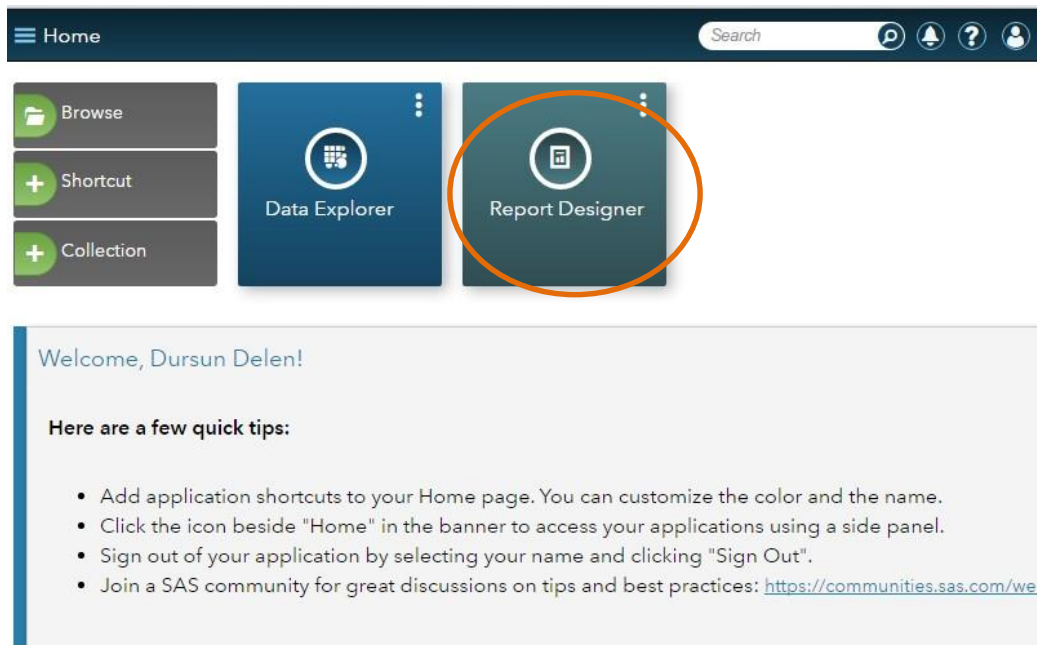 Home
Search
Browse
Shortcut
Collection
Data Explorer
Report Designer
Welcome, Dursun Delen!
Here are a few quick tips:
• Add application shortcuts to your Home page. You can customize the color and the name.
• Click the icon beside "Home" in the banner to access your applications using a side panel.
• Sign out of your application by selecting your name and clicking "Sign Out".
• Join a SAS community for great discussions on tips and best practices: https://communities.sas.com/we